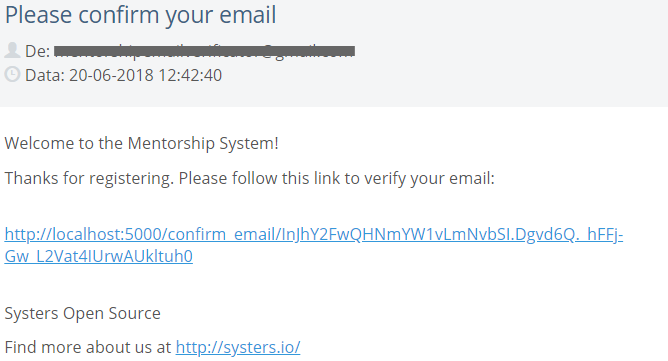 Please confirm your email
De:
Data: 20-06-2018 12:42:40
Welcome to the Mentorship System!
Thanks for registering. Please follow this link to verify your email:
http://localhost:5000/confirm_email/InJhY2FwQHNmYW1vLmNvbSI.Dgvd6Q._hFFj-
Gw_L2Vat4IUrwAUkltuh0
Systers Open Source
Find more about us at http://systers.io/